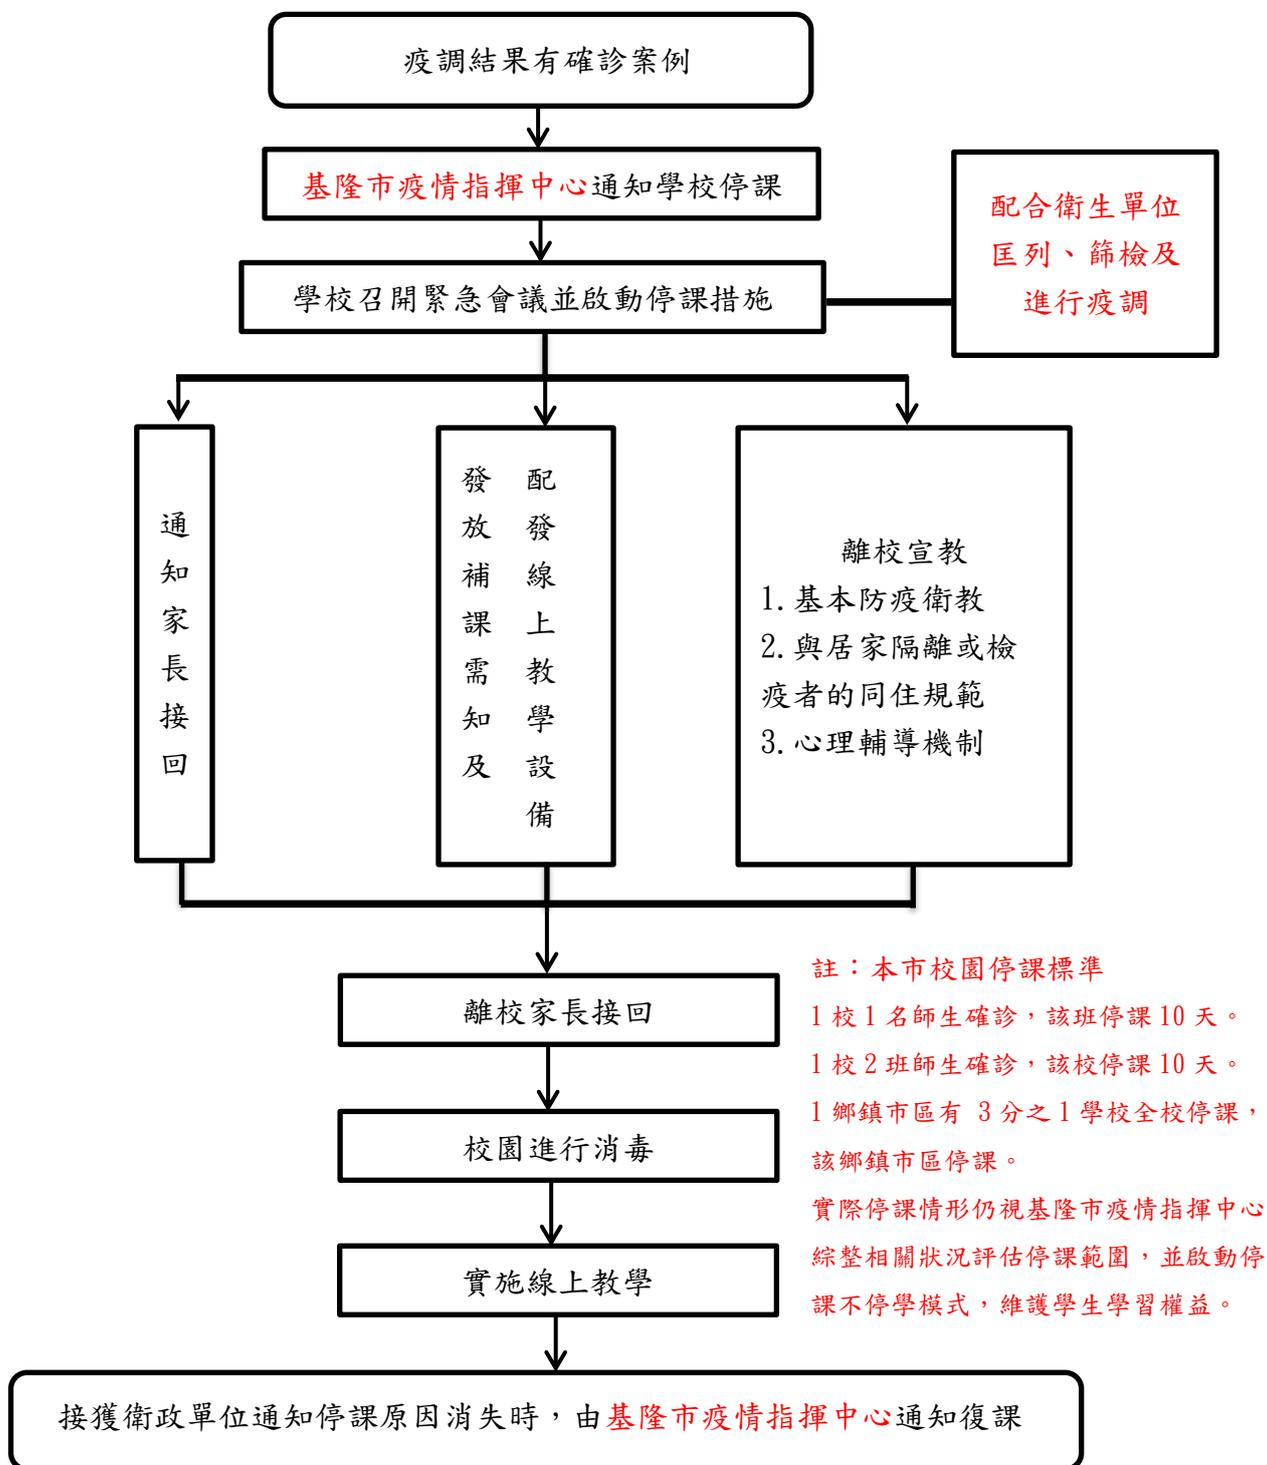 疫調結果有確診案例
基隆市疫情指揮中心通知學校停課
學校召開緊急會議並啟動停課措施
配合衛生單位
匡列、篩檢及
進行疫調
通知家長接回
發放補課需知及
配發線上教學設備
離校宣教
1.基本防疫衛教
2.與居家隔離或檢
疫者的同住規範
3.心理輔導機制
離校家長接回
校園進行消毒
實施線上教學
註：本市校園停課標準
1校1名師生確診，該班停課10天。
1校2班師生確診，該校停課10天。
1鄉鎮市區有 3分之1學校全校停課，
該鄉鎮市區停課。
實際停課情形仍視基隆市疫情指揮中心
綜整相關狀況評估停課範圍，並啟動停
課不停學模式，維護學生學習權益。
接獲衛政單位通知停課原因消失時，由基隆市疫情指揮中心通知復課